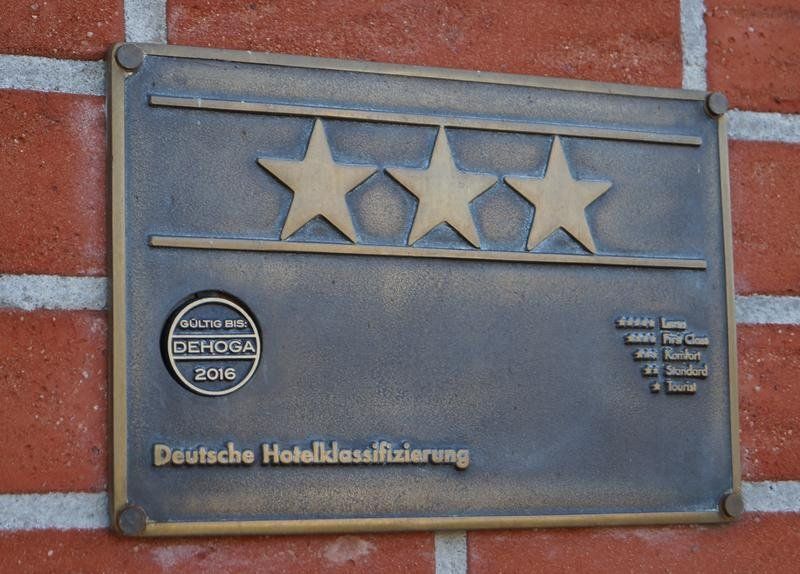 GÜLTIG BIS:
DEHOGA
2016
★★★★★ Luxus
★★★★ First Class
★★★ Komfort
★★ Standard
★ Tourist
Deutsche Hotelklassifizierung